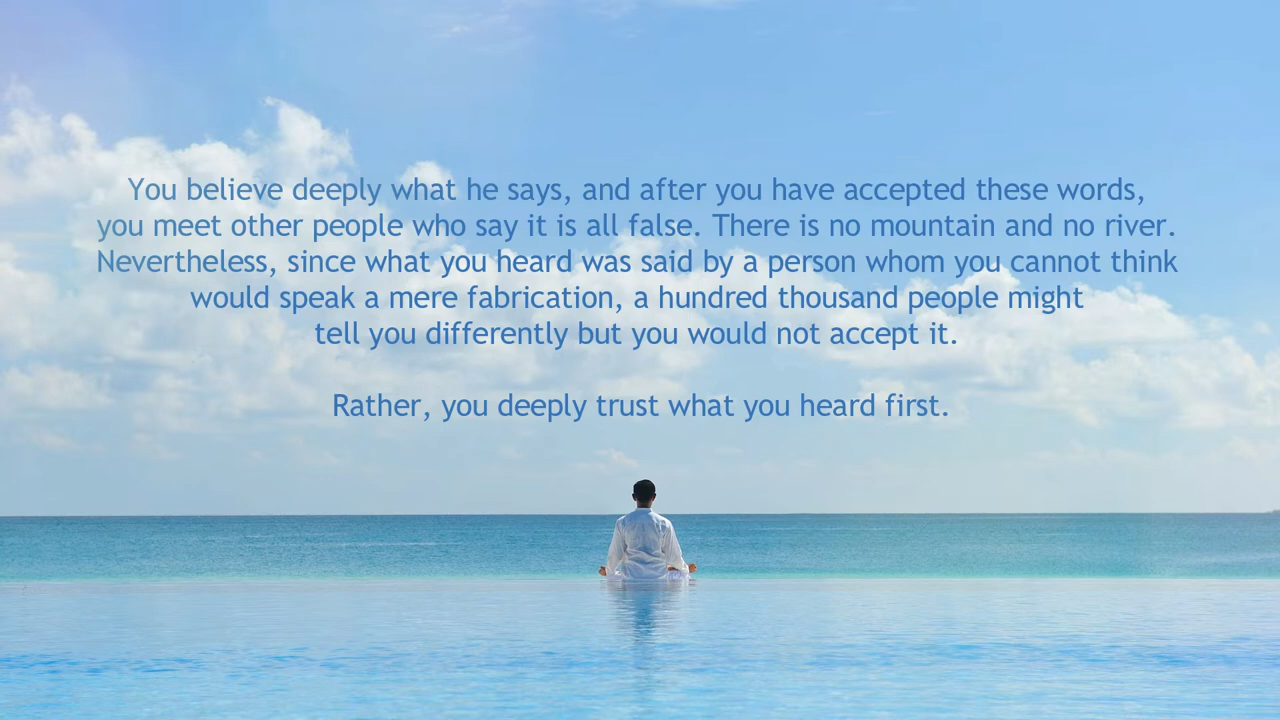 You believe deeply what he says, and after you have accepted these words,
you meet other people who say it is all false. There is no mountain and no river.
Nevertheless, since what you heard was said by a person whom you cannot think
would speak a mere fabrication, a hundred thousand people might
tell you differently but you would not accept it.
Rather, you deeply trust what you heard first.